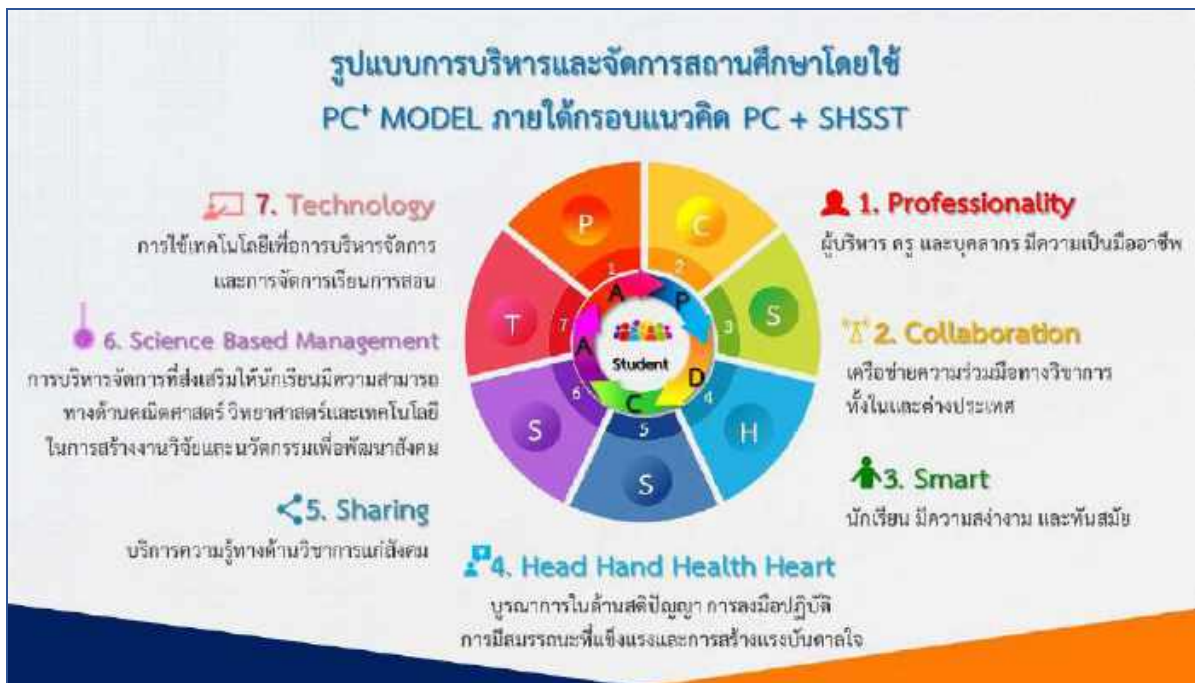 รูปแบบการบริหารและจัดการสถานศึกษาโดยใช้
PC⁺ MODEL ภายใต้กรอบแนวคิด PC + SHSST
1. Professionality
ผู้บริหาร ครู และบุคลากร มีความเป็นมืออาชีพ
2. Collaboration
เครือข่ายความร่วมมือทางวิชาการ
ทั้งในและต่างประเทศ
3. Smart
นักเรียน มีความสง่างาม และทันสมัย
4. Head Hand Health Heart
บูรณาการในด้านสติปัญญา การลงมือปฏิบัติ
การมีสมรรถนะที่แข็งแรงและการสร้างแรงบันดาลใจ
5. Sharing
บริการความรู้ทางด้านวิชาการแก่สังคม
6. Science Based Management
การบริหารจัดการที่ส่งเสริมให้นักเรียนมีความสามารถ
ทางด้านคณิตศาสตร์ วิทยาศาสตร์และเทคโนโลยี
ในการสร้างงานวิจัยและนวัตกรรมเพื่อพัฒนาสังคม
7. Technology
การใช้เทคโนโลยีเพื่อการบริหารจัดการ
และการจัดการเรียนการสอน
P
C
S
H
S
S
T
1
2
3
4
5
6
7
A
P
D
C
A
Student